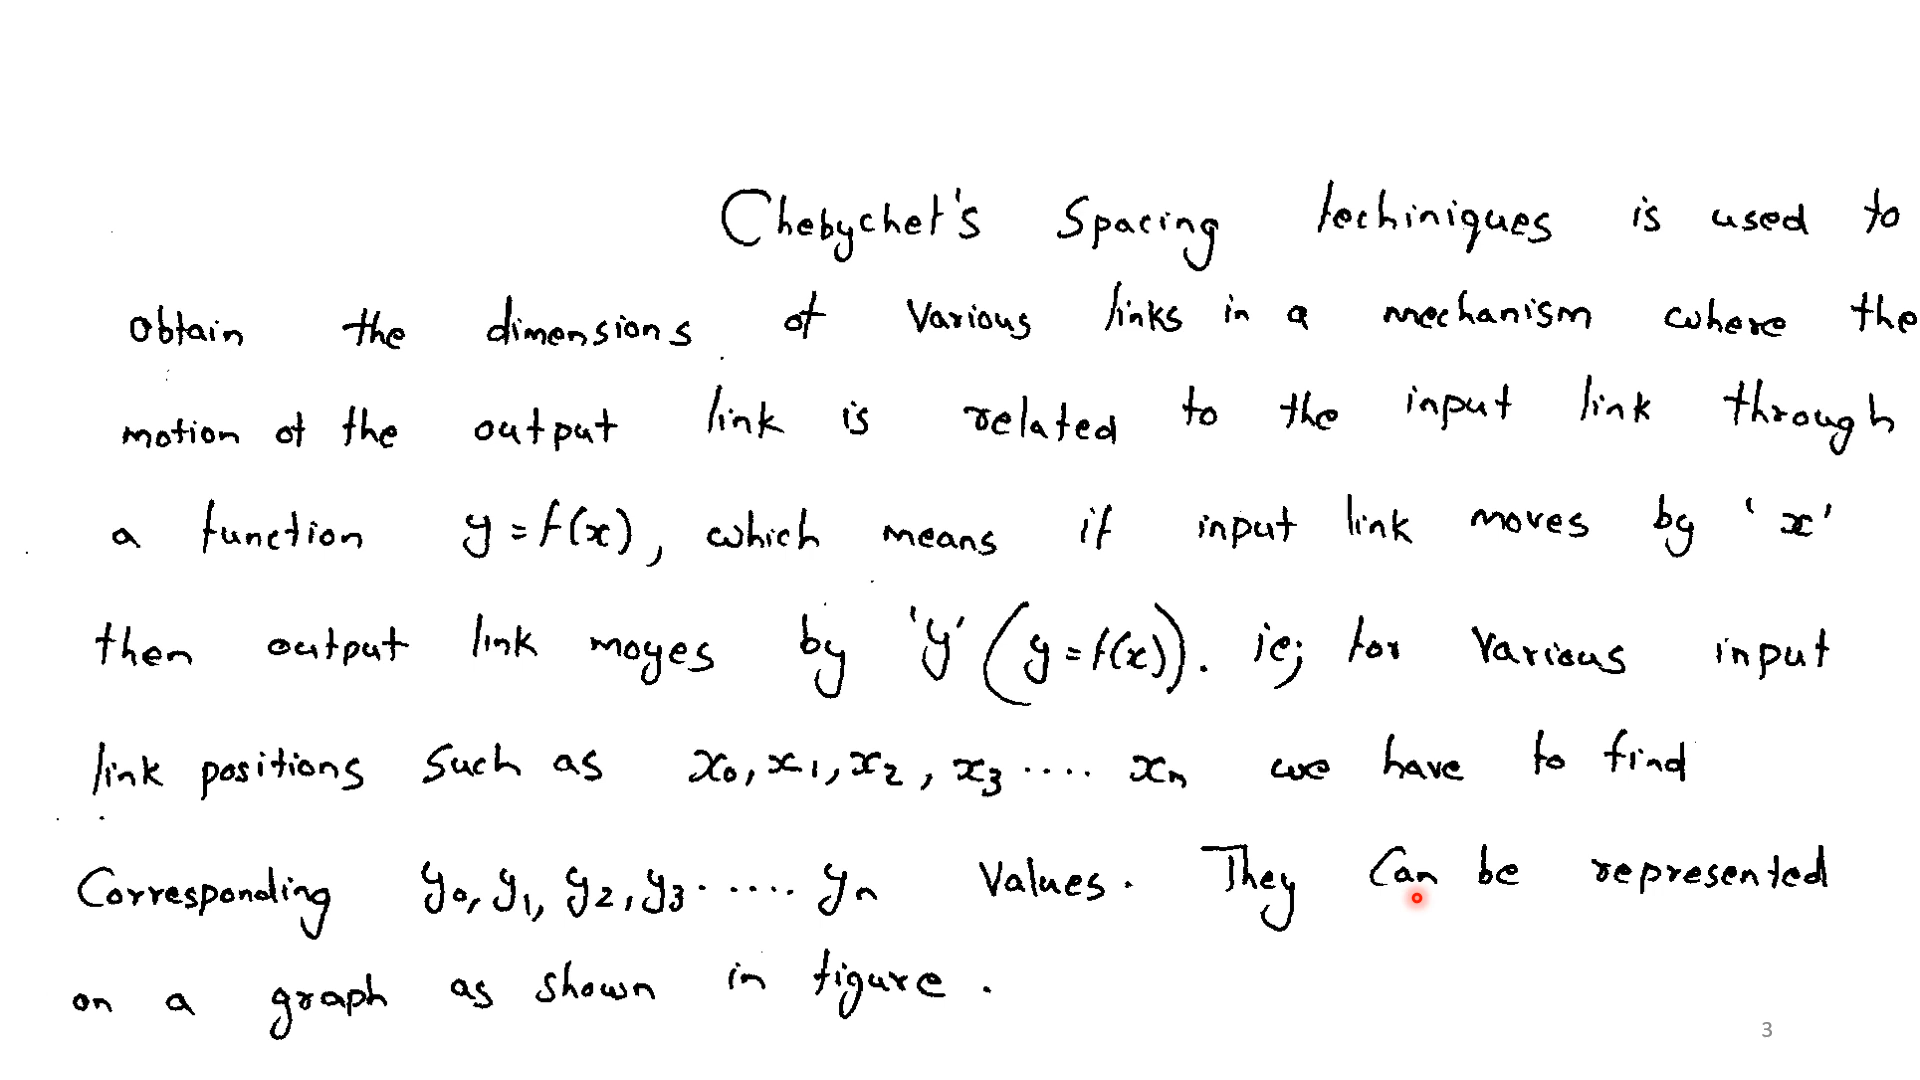 Chebychef's Spacing techiniques is used to
obtain the dimensions of various links in a mechanism where the
motion of the output link is related to the input link through
a function y = f(x), which means if input link moves by 'x'
then output link moves by 'y' (y = f(x)). ie; for various input
link positions such as x₀, x₁, x₂, x₃ .... xₙ we have to find
Corresponding y₀, y₁, y₂, y₃ ...... yₙ values. They can be represented
on a graph as shown in figure.
3